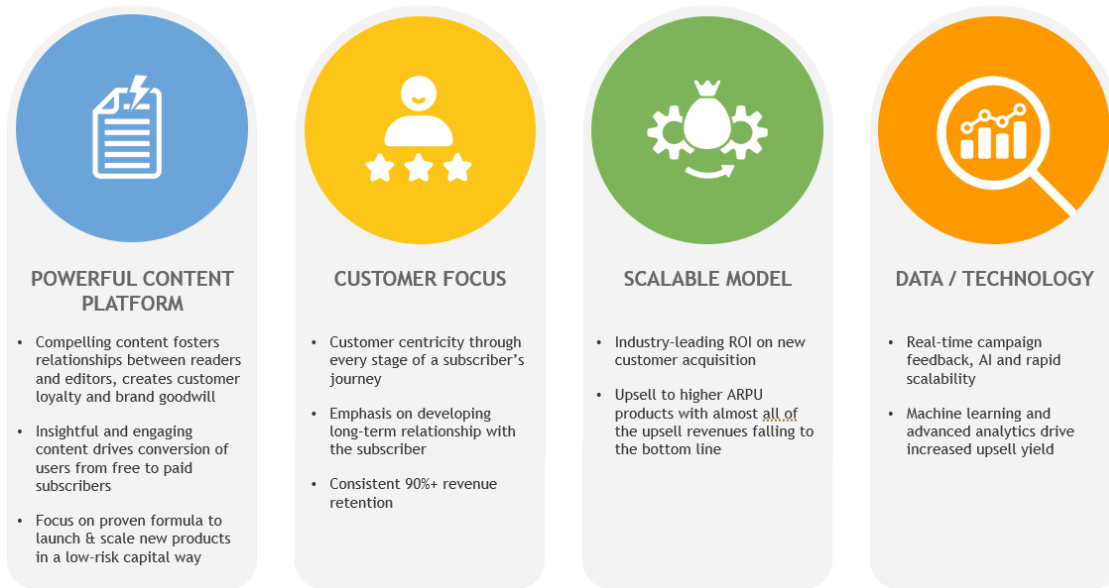 POWERFUL CONTENT
PLATFORM
• Compelling content fosters
relationships between readers
and editors, creates customer
loyalty and brand goodwill
• Insightful and engaging
content drives conversion of
users from free to paid
subscribers
• Focus on proven formula to
launch & scale new products
in a low-risk capital way
CUSTOMER FOCUS
• Customer centricity through
every stage of a subscriber's
journey
• Emphasis on developing
long-term relationship with
the subscriber
• Consistent 90%+ revenue
retention
SCALABLE MODEL
• Industry-leading ROI on new
customer acquisition
• Upsell to higher ARPU
products with almost all of
the upsell revenues falling to
the bottom line
DATA / TECHNOLOGY
• Real-time campaign
feedback, AI and rapid
scalability
• Machine learning and
advanced analytics drive
increased upsell yield